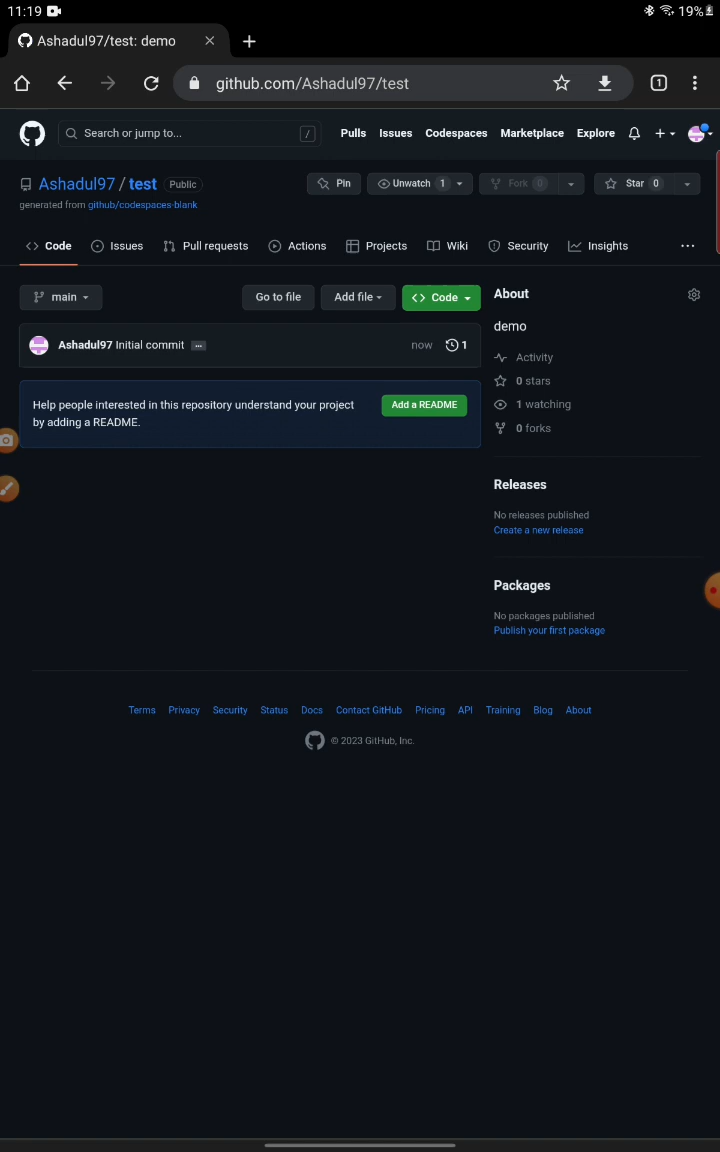 11:19 19%
Ashadul97/test: demo
github.com/Ashadul97/test 1
Search or jump to... / Pulls Issues Codespaces Marketplace Explore
Ashadul97 / test Public Pin Unwatch 1 Fork 0 Star 0
generated from github/codespaces-blank
Code Issues Pull requests Actions Projects Wiki Security Insights ...
main Go to file Add file Code
Ashadul97 Initial commit ... now 1
Help people interested in this repository understand your project
by adding a README.
Add a README
About
demo
Activity
0 stars
1 watching
0 forks
Releases
No releases published
Create a new release
Packages
No packages published
Publish your first package
Terms Privacy Security Status Docs Contact GitHub Pricing API Training Blog About
© 2023 GitHub, Inc.